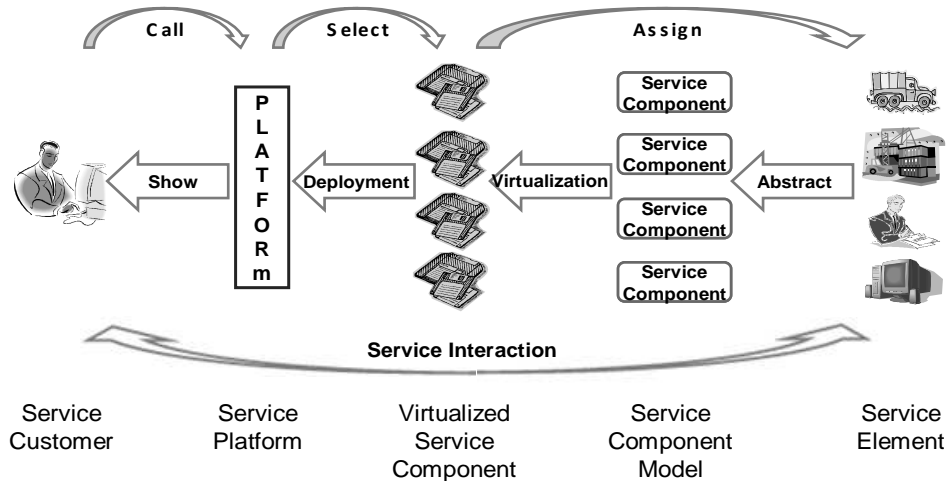 Call
Select
Assign
P
L
A
T
F
O
R
m
Service
Component
Service
Component
Service
Component
Service
Component
Show
Deployment
Virtualization
Abstract
Service Interaction
Service
Customer
Service
Platform
Virtualized
Service
Component
Service
Component
Model
Service
Element